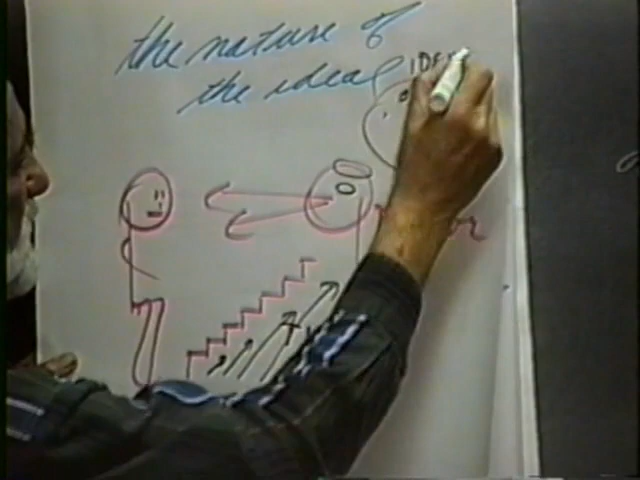 the nature of
the ideal